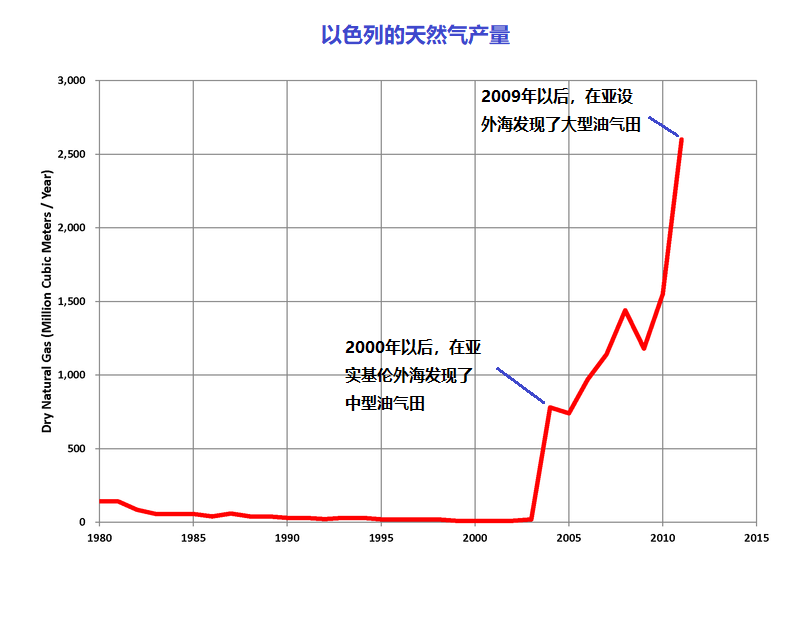 以色列的天然气产量
3,000
2,500
2,000
1,500
1,000
500
0
Dry Natural Gas (Million Cubic Meters / Year)
2009年以后，在亚设
外海发现了大型油气田
2000年以后，在亚
实基伦外海发现了
中型油气田
1980
1985
1990
1995
2000
2005
2010
2015